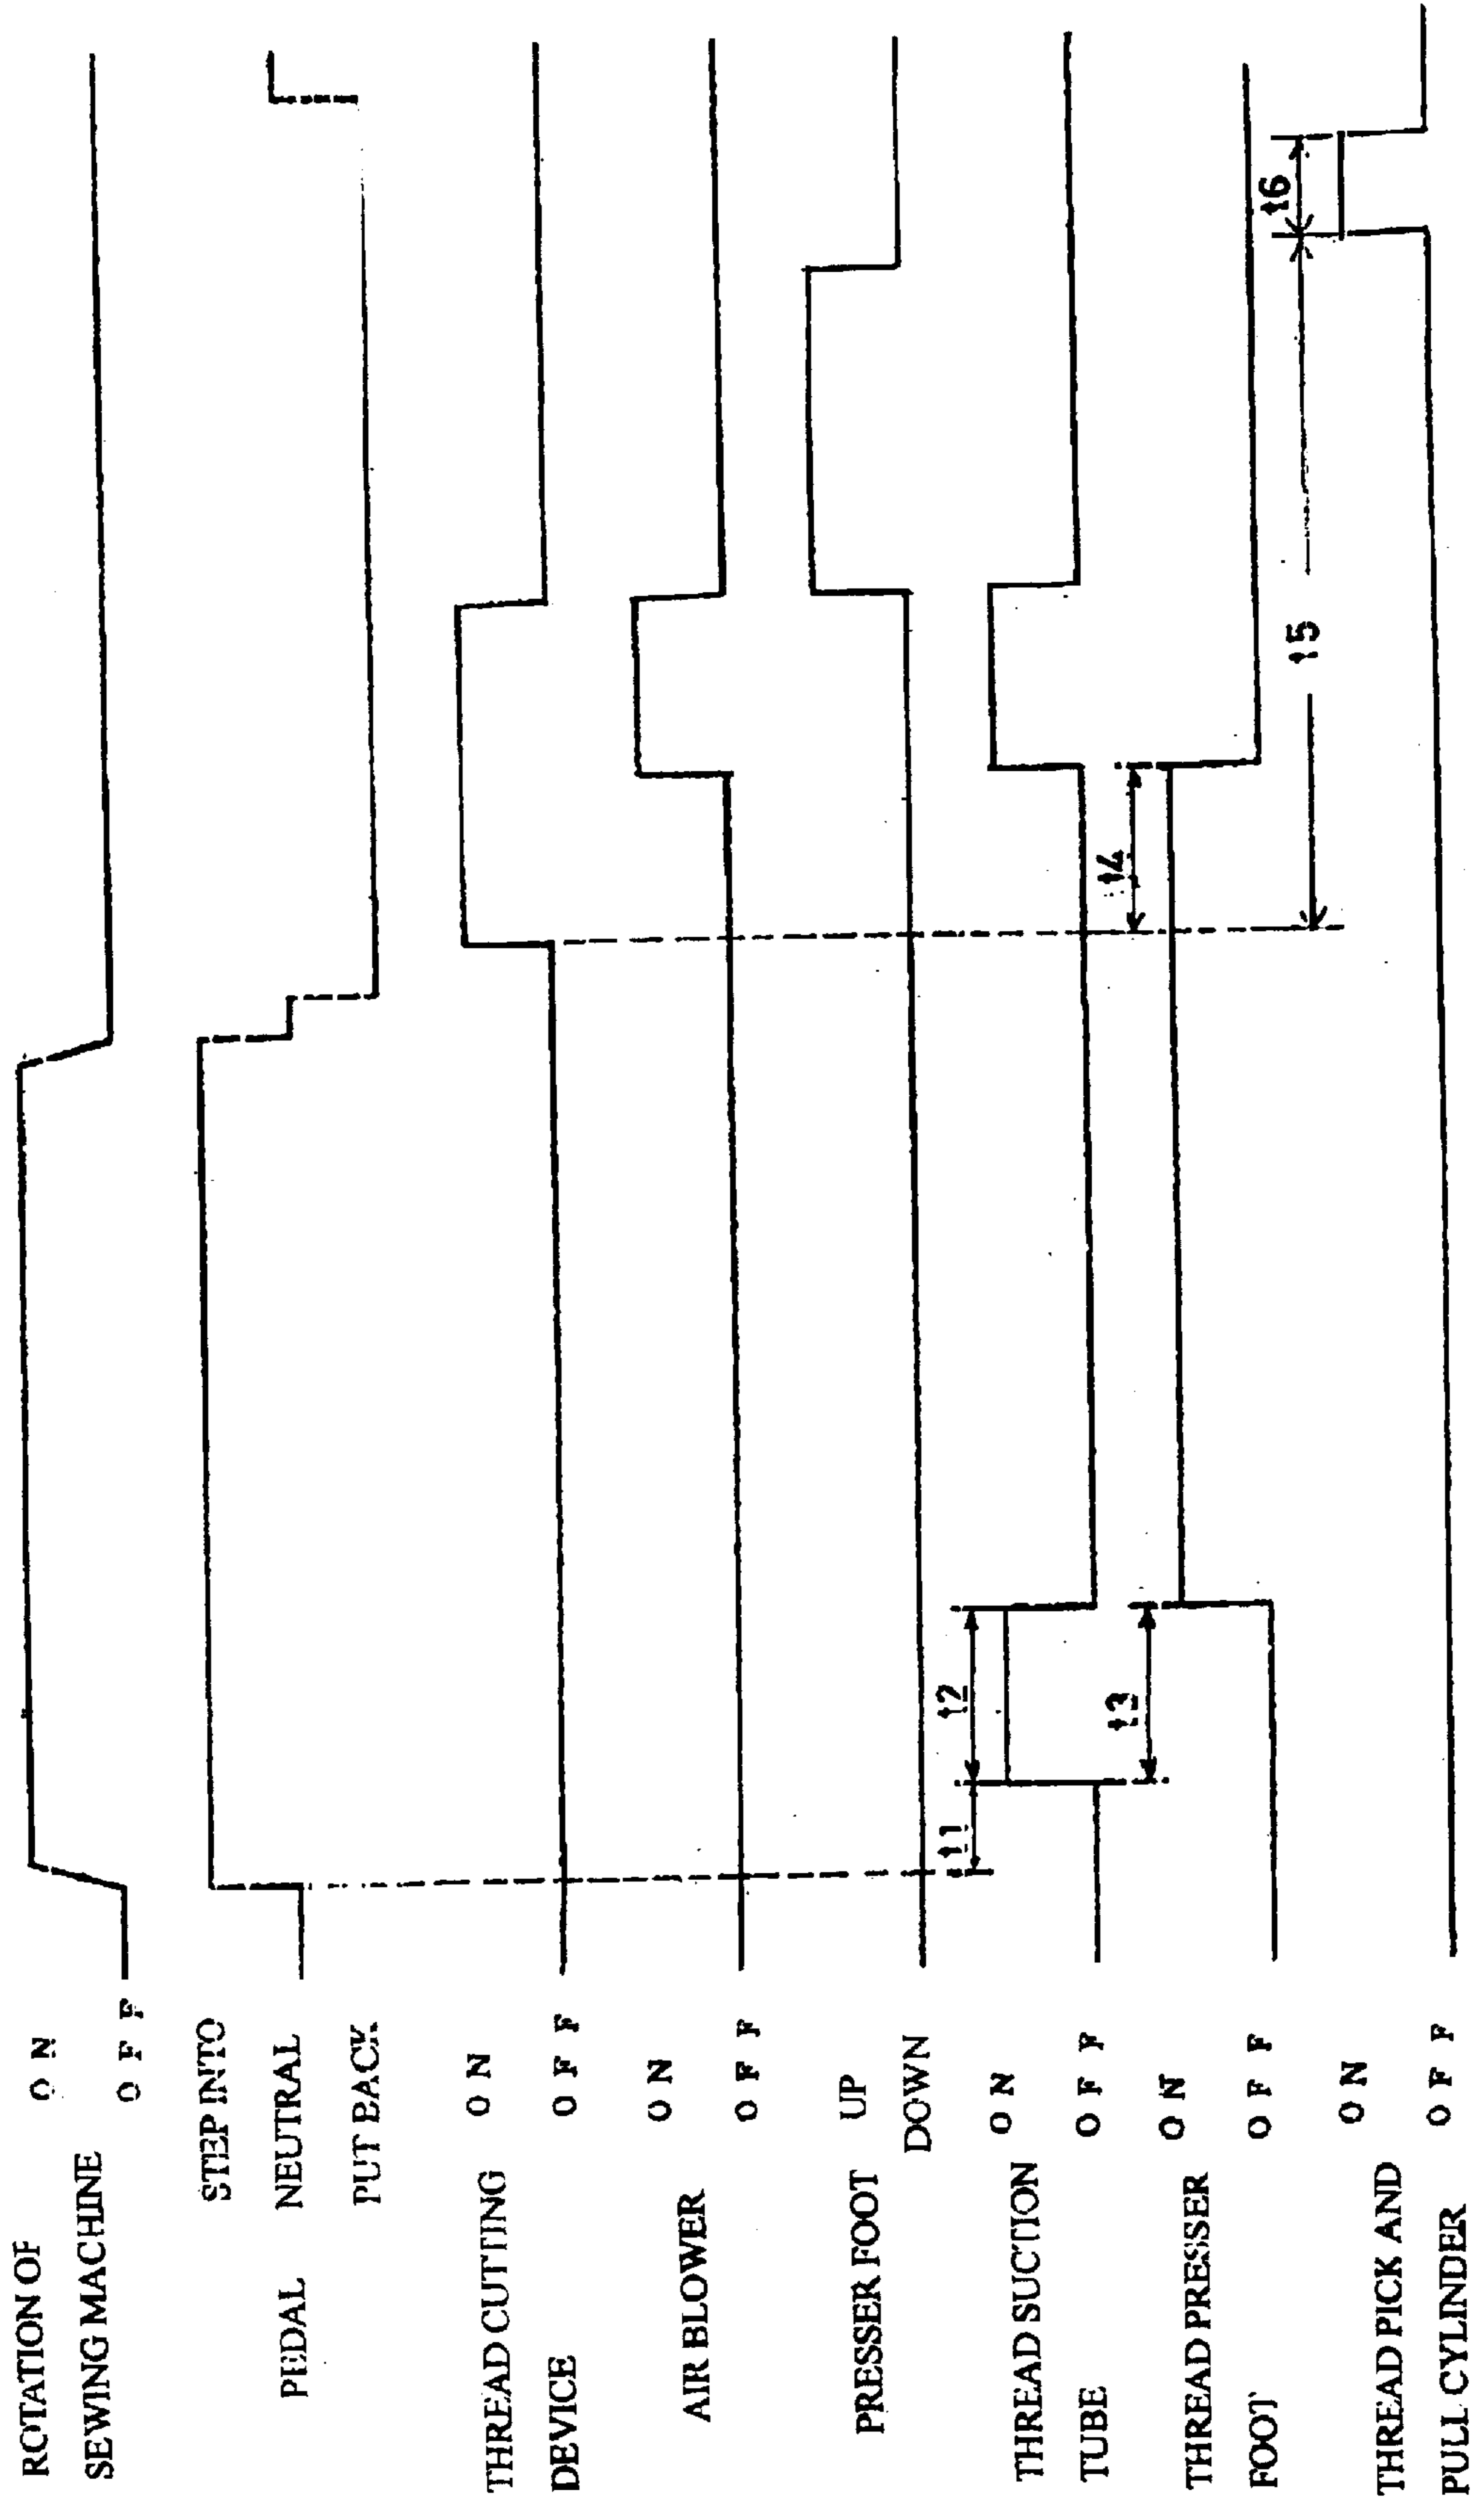 ROTATION OF
SEWING MACHINE
ON
OFF
PEDAL
STEP INTO
NEUTRAL
PUT BACK
THREAD CUTTING
DEVICE
ON
OFF
AIR BLOWER
ON
OFF
PRESSER FOOT
UP
DOWN
THREAD SUCTION
TUBE
ON
OFF
t1
t2
THREAD PRESSER
FOOT
ON
OFF
t3
t4
THREAD PICK AND
PULL CYLINDER
ON
OFF
t5
t6